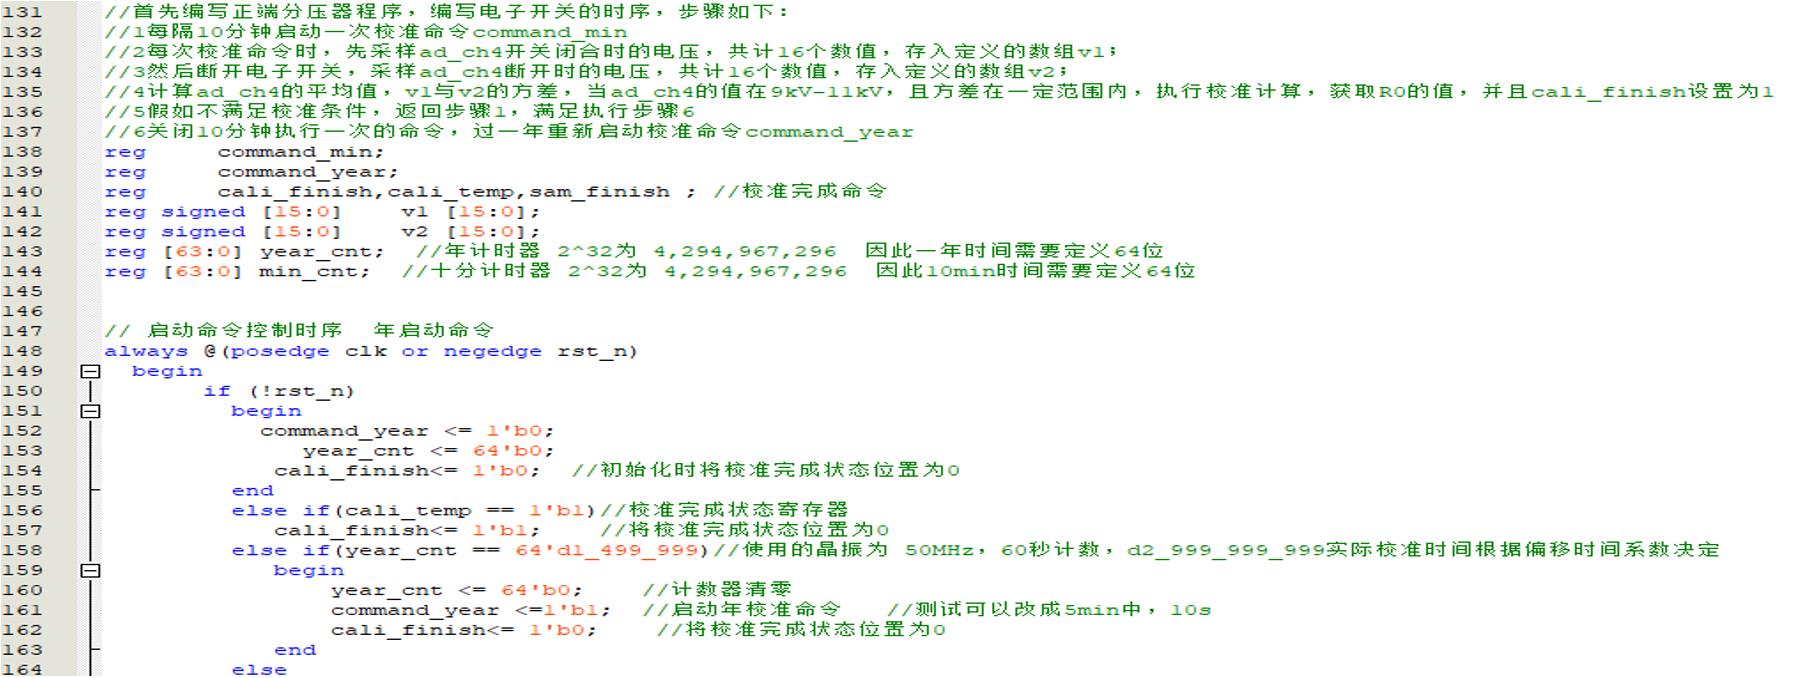 131 //首先编写正端分压器程序，编写电子开关的时序，步骤如下：
132 //1每隔10分钟启动一次校准命令command_min
133 //2每次校准命令时，先采样ad_ch4开关闭合时的电压，共计16个数值，存入定义的数组v1；
134 //3然后断开电子开关，采样ad_ch4断开时的电压，共计16个数值，存入定义的数组v2；
135 //4计算ad_ch4的平均值，v1与v2的方差，当ad_ch4的值在9kV-11kV，且方差在一定范围内，执行校准计算，获取R0的值，并且cali_finish设置为1
136 //5假如不满足校准条件，返回步骤1，满足执行步骤6
137 //6关闭10分钟执行一次的命令，过一年重新启动校准命令command_year
138 reg command_min;
139 reg command_year;
140 reg cali_finish,cali_temp,sam_finish ; //校准完成命令
141 reg signed [15:0] v1 [15:0];
142 reg signed [15:0] v2 [15:0];
143 reg [63:0] year_cnt; //年计时器 2^32为 4,294,967,296 因此一年时间需要定义64位
144 reg [63:0] min_cnt; //十分计时器 2^32为 4,294,967,296 因此10min时间需要定义64位
145
146
147 // 启动命令控制时序 年启动命令
148 always @(posedge clk or negedge rst_n)
149 begin
150 if (!rst_n)
151 begin
152 command_year <= 1'b0;
153 year_cnt <= 64'b0;
154 cali_finish<= 1'b0; //初始化时将校准完成状态位置为0
155 end
156 else if(cali_temp == 1'b1)//校准完成状态寄存器
157 cali_finish<= 1'b1; //将校准完成状态位置为0
158 else if(year_cnt == 64'd1_499_999)//使用的晶振为 50MHz，60秒计数，d2_999_999_999实际校准时间根据偏移时间系数决定
159 begin
160 year_cnt <= 64'b0; //计数器清零
161 command_year <=1'b1; //启动年校准命令 //测试可以改成5min中，10s
162 cali_finish<= 1'b0; //将校准完成状态位置为0
163 end
164 else